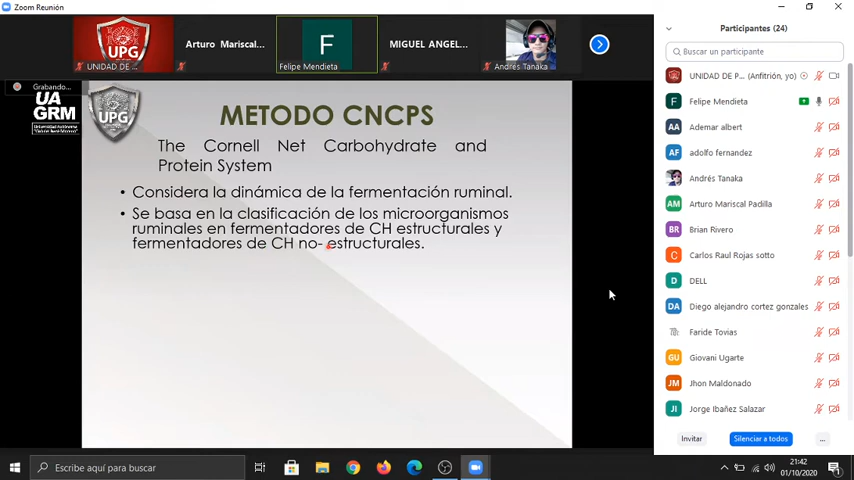 Zoom Reunión
UPG
UNIDAD DE ...
Arturo Mariscal...
F
Felipe Mendieta
MIGUEL ANGEL...
Andrés Tanaka
Grabando...
UA
GRM
UPG
METODO CNCPS
The Cornell Net Carbohydrate and
Protein System
• Considera la dinámica de la fermentación ruminal.
• Se basa en la clasificación de los microorganismos
ruminales en fermentadores de CH estructurales y
fermentadores de CH no- estructurales.
Participantes (24)
Buscar un participante
UNIDAD DE P... (Anfitrión, yo)
F Felipe Mendieta
AA Ademar albert
AF adolfo fernandez
Andrés Tanaka
AM Arturo Mariscal Padilla
BR Brian Rivero
C Carlos Raul Rojas sotto
D DELL
DA Diego alejandro cortez gonzales
Faride Tovias
GU Giovani Ugarte
JM Jhon Maldonado
JI Jorge Ibañez Salazar
Invitar
Silenciar a todos
...
Escribe aquí para buscar
21:42
01/10/2020